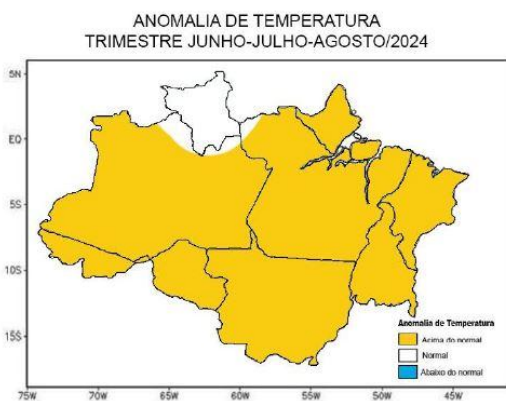 ANOMALIA DE TEMPERATURA
TRIMESTRE JUNHO-JULHO-AGOSTO/2024
5N
EQ
5S
10S
15S
75W 70W 65W 60W 55W 50W 45W
Anomalia de Temperatura
Acima do normal
Normal
Abaixo do normal